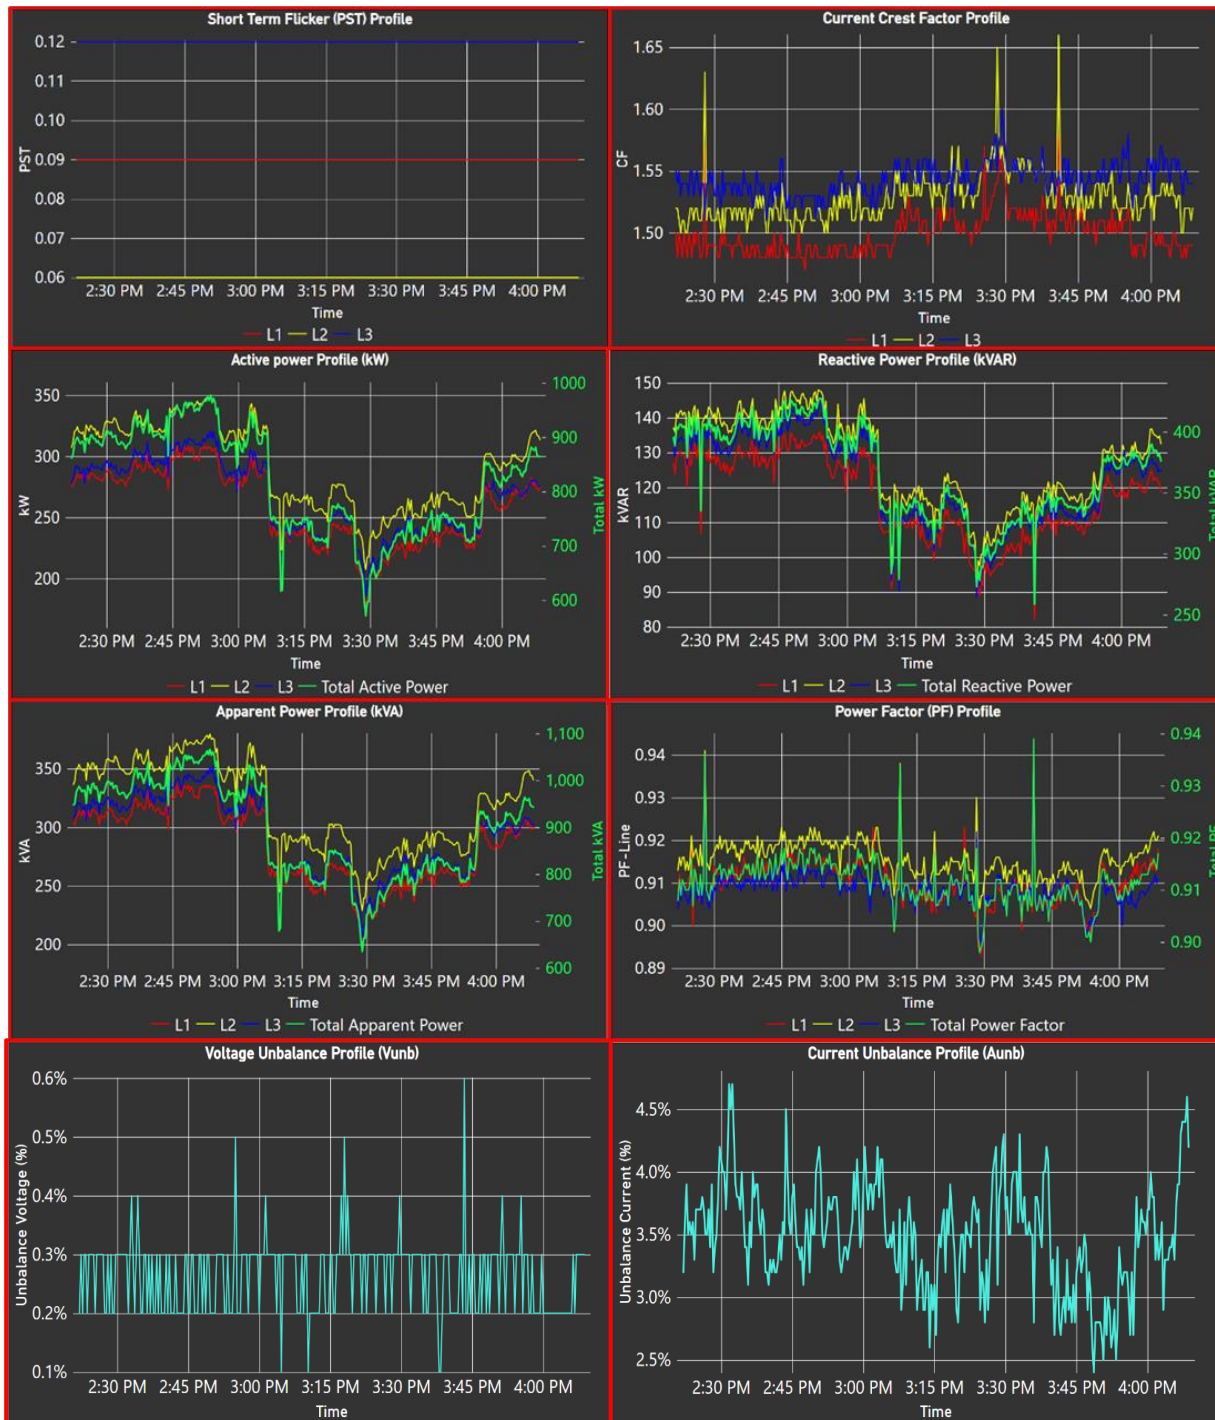 Short Term Flicker (PST) Profile
0.12
0.11
0.10
0.09
0.08
0.07
0.06
PST
2:30 PM 2:45 PM 3:00 PM 3:15 PM 3:30 PM 3:45 PM 4:00 PM
Time
L1 L2 L3
Current Crest Factor Profile
1.65
1.60
1.55
1.50
CF
2:30 PM 2:45 PM 3:00 PM 3:15 PM 3:30 PM 3:45 PM 4:00 PM
Time
L1 L2 L3
Active power Profile (kW)
350
300
250
200
kW
1000
900
800
700
600
Total kW
2:30 PM 2:45 PM 3:00 PM 3:15 PM 3:30 PM 3:45 PM 4:00 PM
Time
L1 L2 L3 Total Active Power
Reactive Power Profile (kVAR)
150
140
130
120
110
100
90
80
kVAR
400
350
300
250
Total kVAR
2:30 PM 2:45 PM 3:00 PM 3:15 PM 3:30 PM 3:45 PM 4:00 PM
Time
L1 L2 L3 Total Reactive Power
Apparent Power Profile (kVA)
350
300
250
200
kVA
1,100
1,000
900
800
700
600
Total kVA
2:30 PM 2:45 PM 3:00 PM 3:15 PM 3:30 PM 3:45 PM 4:00 PM
Time
L1 L2 L3 Total Apparent Power
Power Factor (PF) Profile
0.94
0.93
0.92
0.91
0.90
0.89
PF-Line
0.94
0.93
0.92
0.91
0.90
Total PF
2:30 PM 2:45 PM 3:00 PM 3:15 PM 3:30 PM 3:45 PM 4:00 PM
Time
L1 L2 L3 Total Power Factor
Voltage Unbalance Profile (Vunb)
0.6%
0.5%
0.4%
0.3%
0.2%
0.1%
Unbalance Voltage (%)
2:30 PM 2:45 PM 3:00 PM 3:15 PM 3:30 PM 3:45 PM 4:00 PM
Time
Current Unbalance Profile (Aunb)
4.5%
4.0%
3.5%
3.0%
2.5%
Unbalance Current (%)
2:30 PM 2:45 PM 3:00 PM 3:15 PM 3:30 PM 3:45 PM 4:00 PM
Time